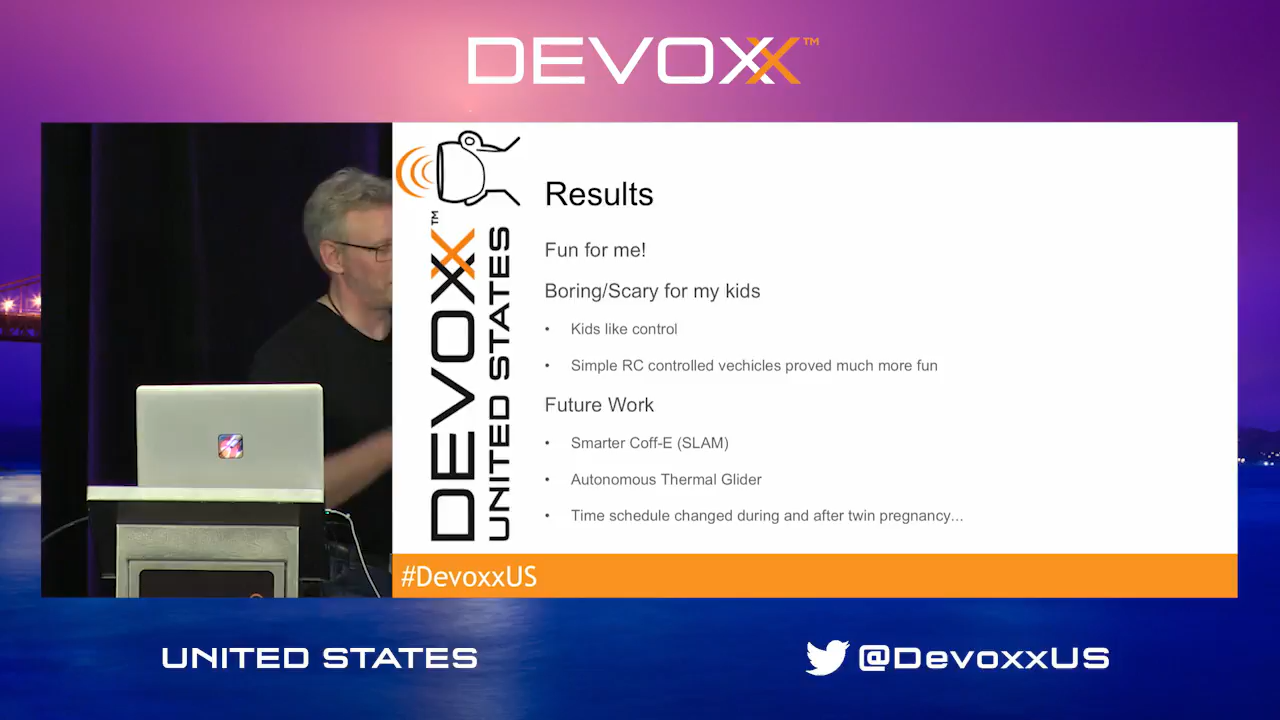 DEVOXX™
DEVOXX™
UNITED STATES
Results
Fun for me!
Boring/Scary for my kids
• Kids like control
• Simple RC controlled vechicles proved much more fun
Future Work
• Smarter Coff-E (SLAM)
• Autonomous Thermal Glider
• Time schedule changed during and after twin pregnancy...
#DevoxxUS
UNITED STATES
@DevoxxUS